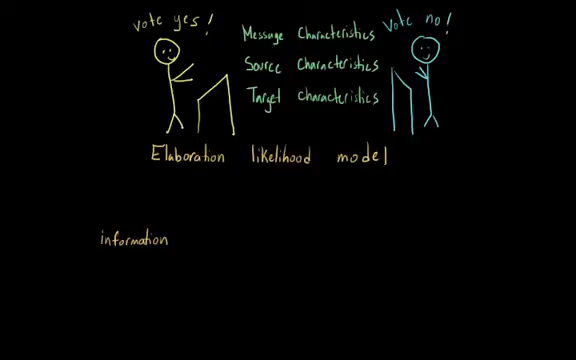 vote yes!
Vote no!
Message Characteristics
Source Characteristics
Target Characteristics
Elaboration likelihood model
information